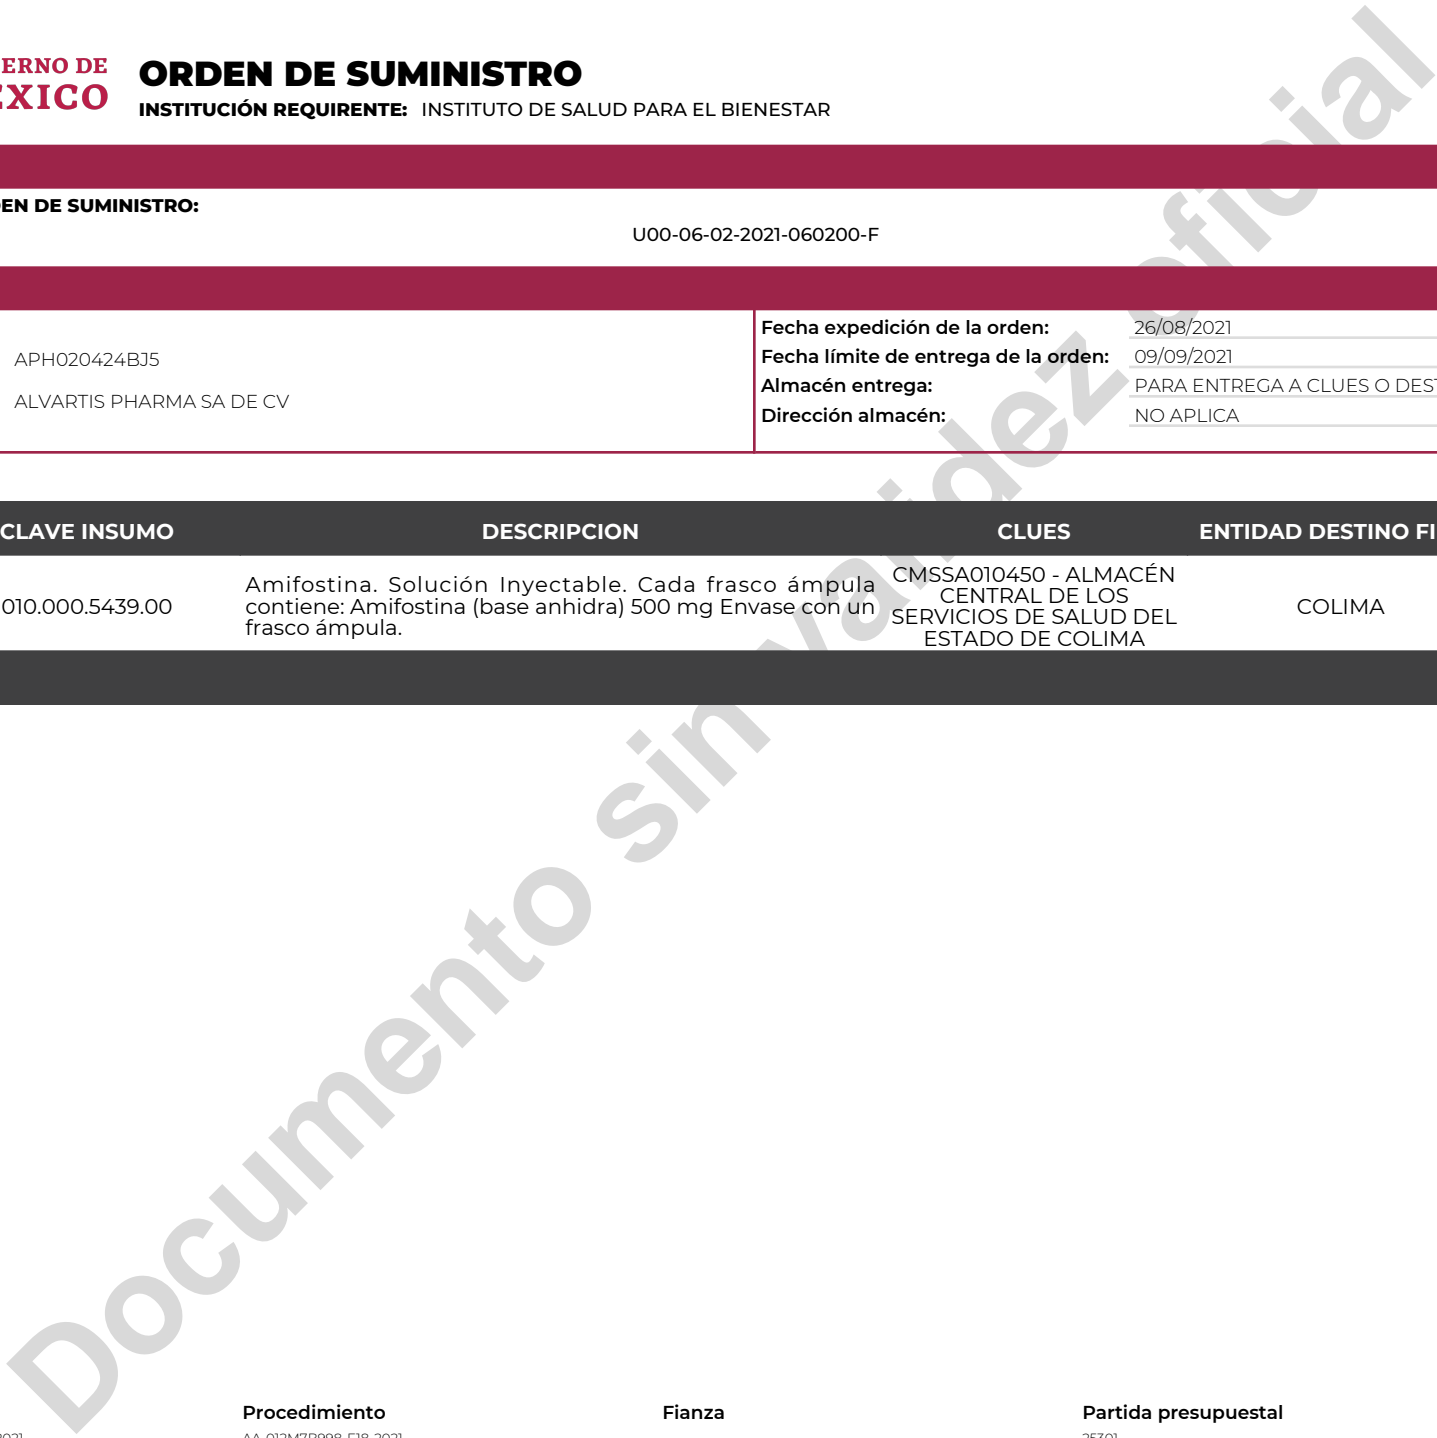 ERNO DE
ORDEN DE SUMINISTRO
INSTITUCIÓN REQUIRENTE: INSTITUTO DE SALUD PARA EL BIENESTAR
EN DE SUMINISTRO:
U00-06-02-2021-060200-F
APH020424BJ5
ALVARTIS PHARMA SA DE CV
Fecha expedición de la orden: 26/08/2021
Fecha límite de entrega de la orden: 09/09/2021
Almacén entrega: PARA ENTREGA A CLUES O DEST
Dirección almacén: NO APLICA
CLAVE INSUMO DESCRIPCION CLUES ENTIDAD DESTINO FI
010.000.5439.00
Amifostina. Solución Inyectable. Cada frasco ámpula
contiene: Amifostina (base anhidra) 500 mg Envase con un
frasco ámpula.
CMSSA010450 - ALMACÉN
CENTRAL DE LOS
SERVICIOS DE SALUD DEL
ESTADO DE COLIMA
COLIMA
Documento sin validez oficial
Procedimiento Fianza Partida presupuestal